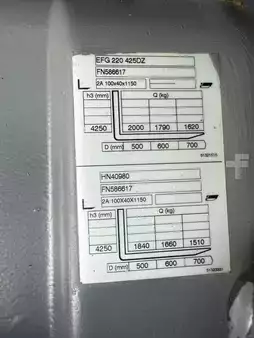 EFG 220 425DZ
FN586617
2A 100x40x1150
h3 (mm) Q (kg)
4250 2000 1790 1620
D (mm) 500 600 700
HN40980
FN586617
2A:100X40X1150
h3 (mm) Q (kg)
4250 1840 1660 1510
D (mm) 500 600 700